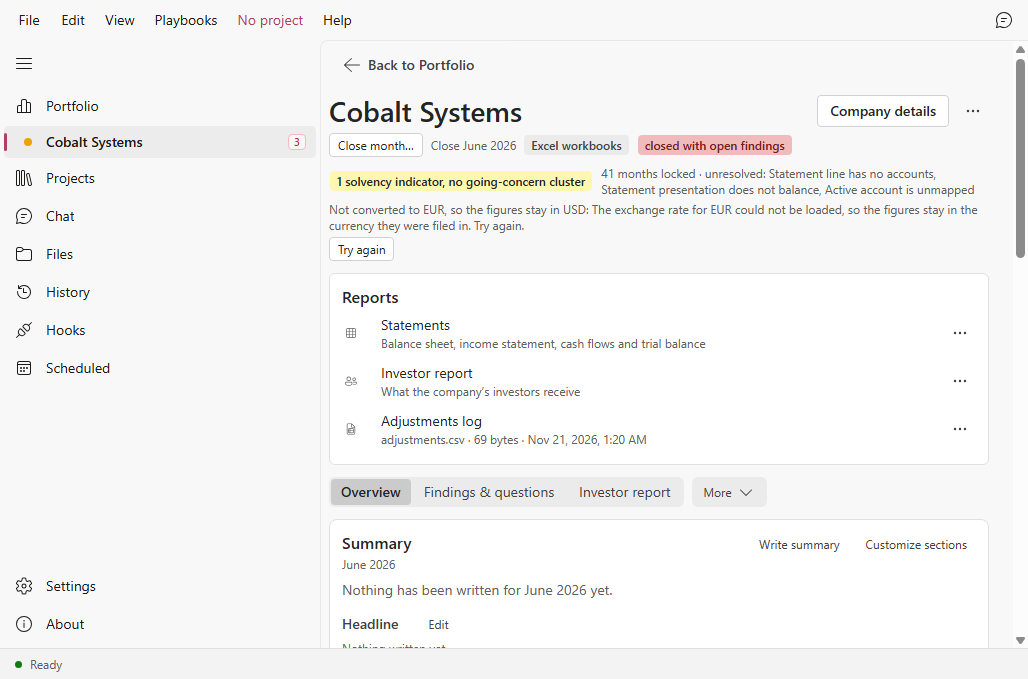 File Edit View Playbooks No project Help
Back to Portfolio
Portfolio
Cobalt Systems 3
Projects
Chat
Files
History
Hooks
Scheduled
Settings
About
Cobalt Systems
Company details
Close month... Close June 2026 Excel workbooks closed with open findings
1 solvency indicator, no going-concern cluster
41 months locked · unresolved: Statement line has no accounts,
Statement presentation does not balance, Active account is unmapped
Not converted to EUR, so the figures stay in USD: The exchange rate for EUR could not be loaded, so the figures stay in the
currency they were filed in. Try again.
Try again
Reports
Statements
Balance sheet, income statement, cash flows and trial balance
Investor report
What the company's investors receive
Adjustments log
adjustments.csv · 69 bytes · Nov 21, 2026, 1:20 AM
Overview Findings & questions Investor report More
Summary Write summary Customize sections
June 2026
Nothing has been written for June 2026 yet.
Headline Edit
Nothing written yet
Ready